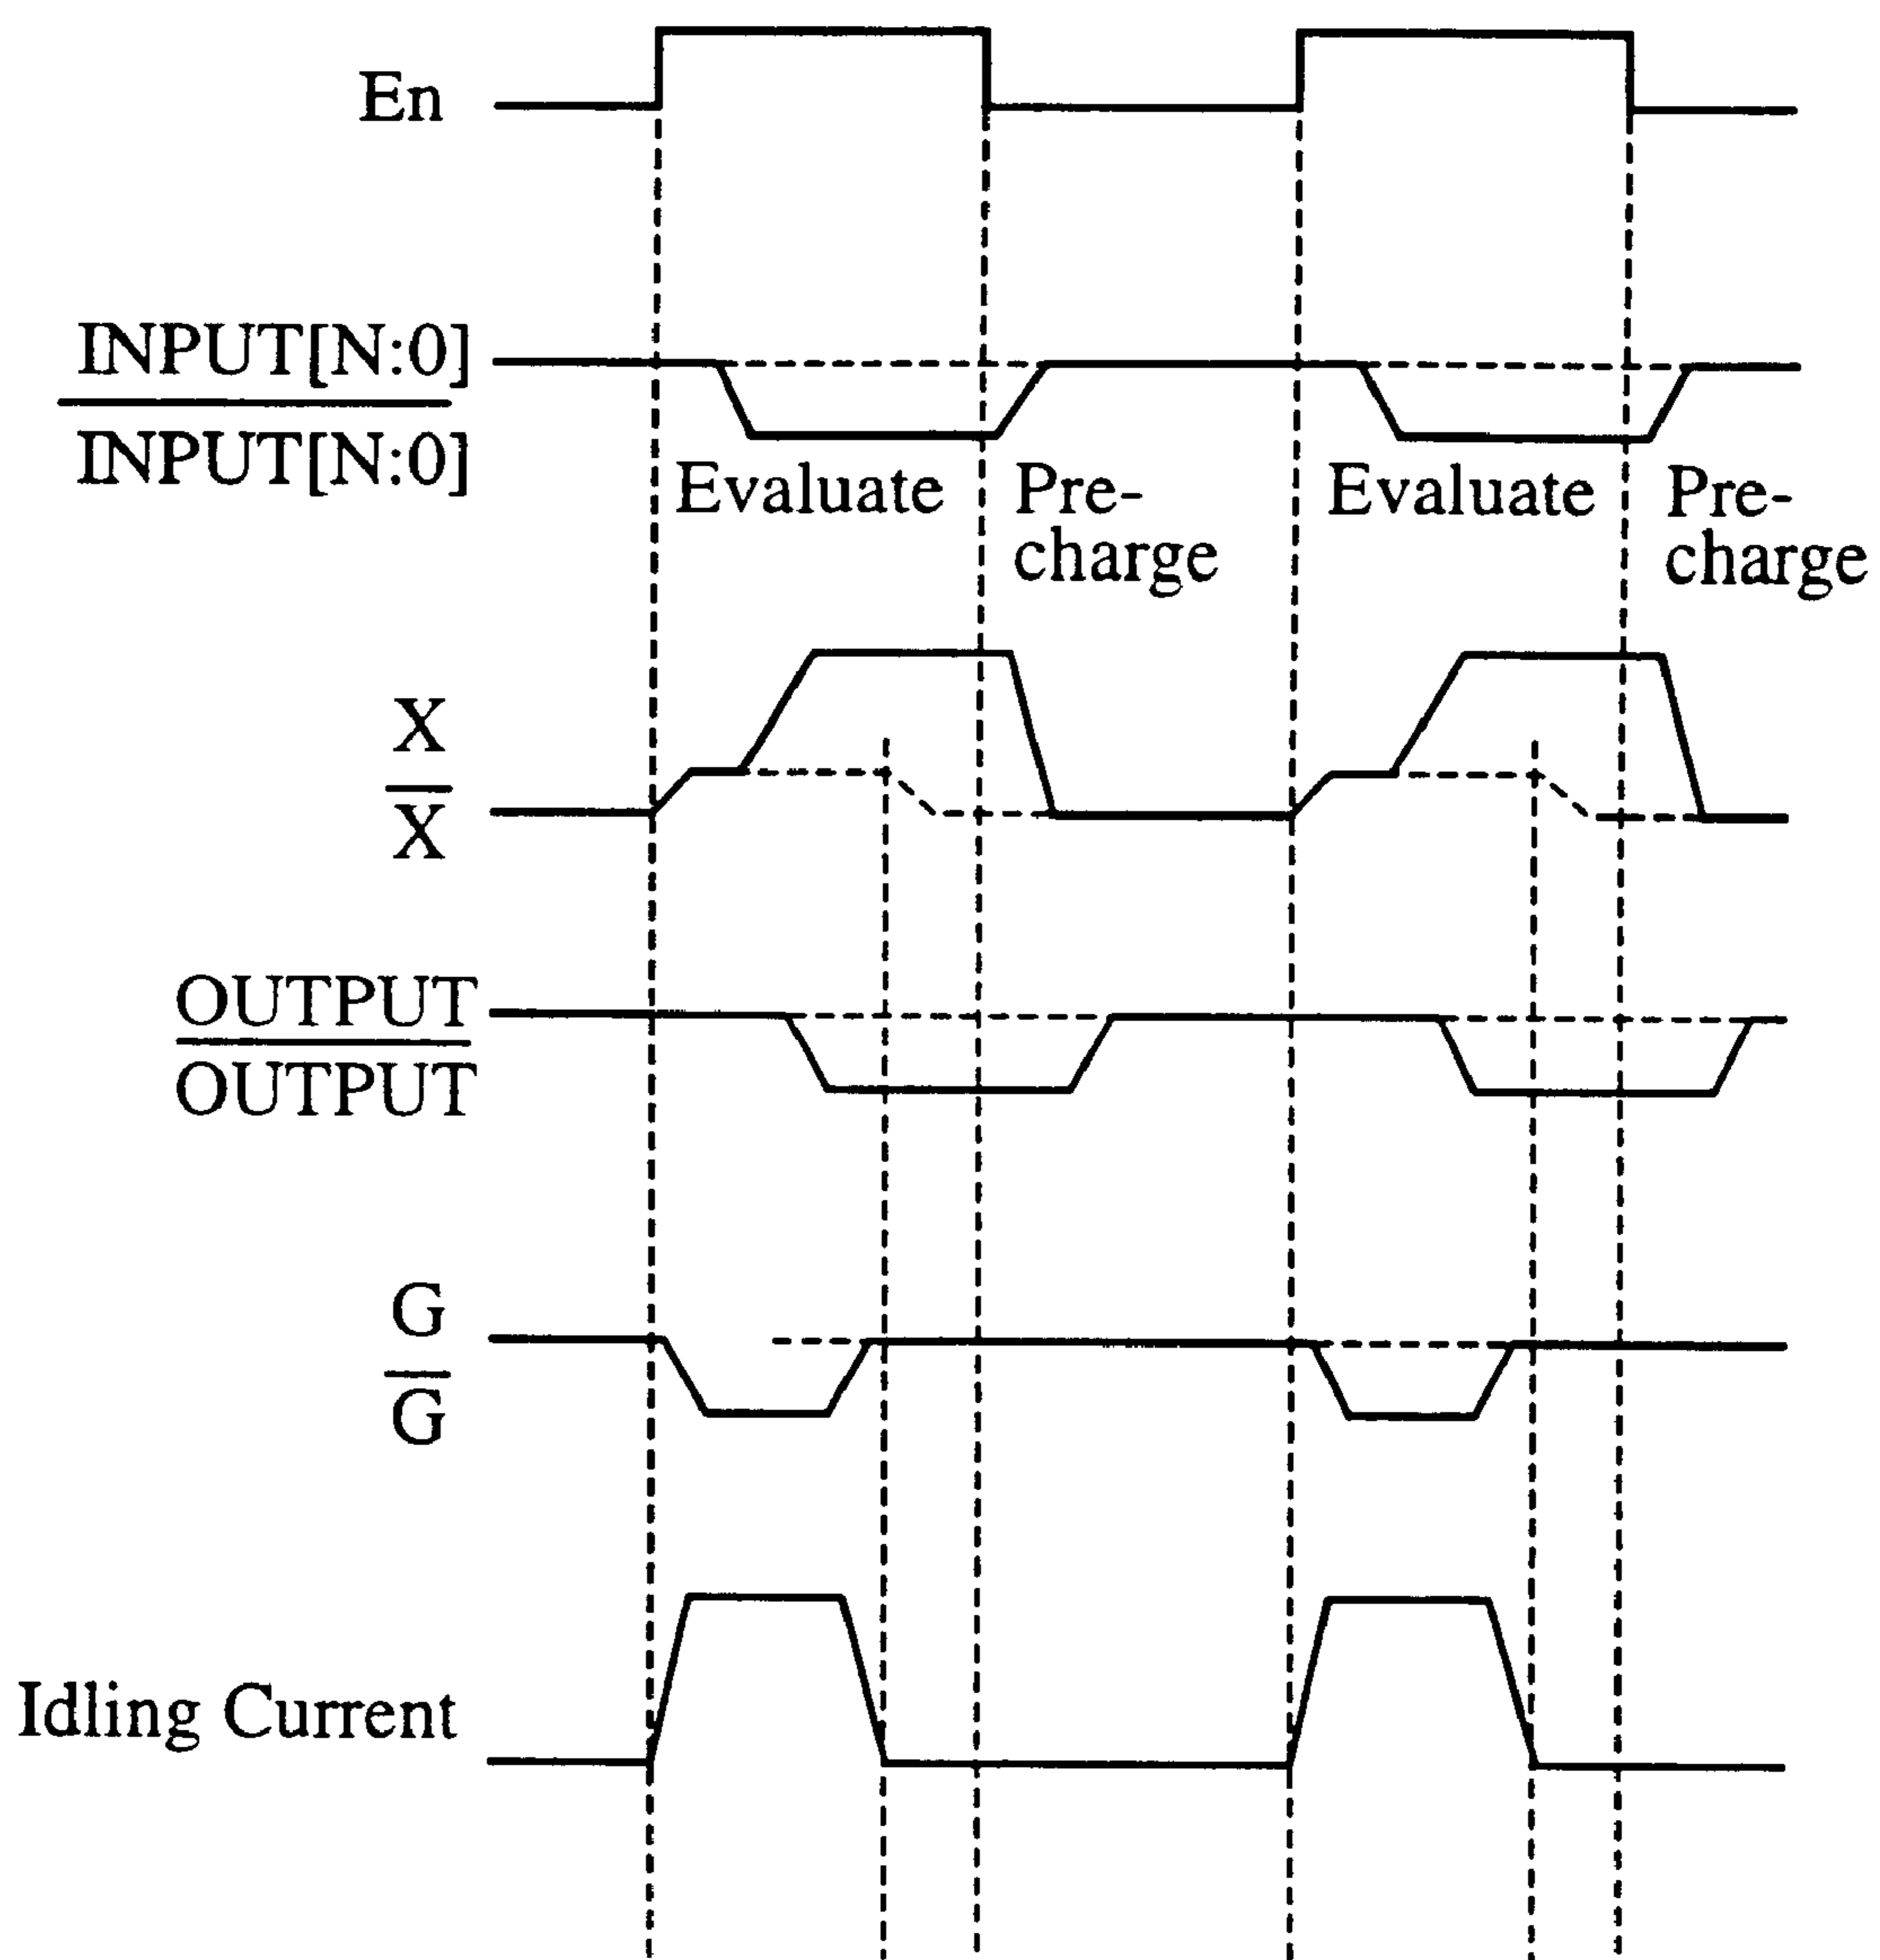 En
INPUT[N:0]
INPUT[N:0]
Evaluate Pre-
charge
Evaluate Pre-
charge
X
X
OUTPUT
OUTPUT
G
G
Idling Current